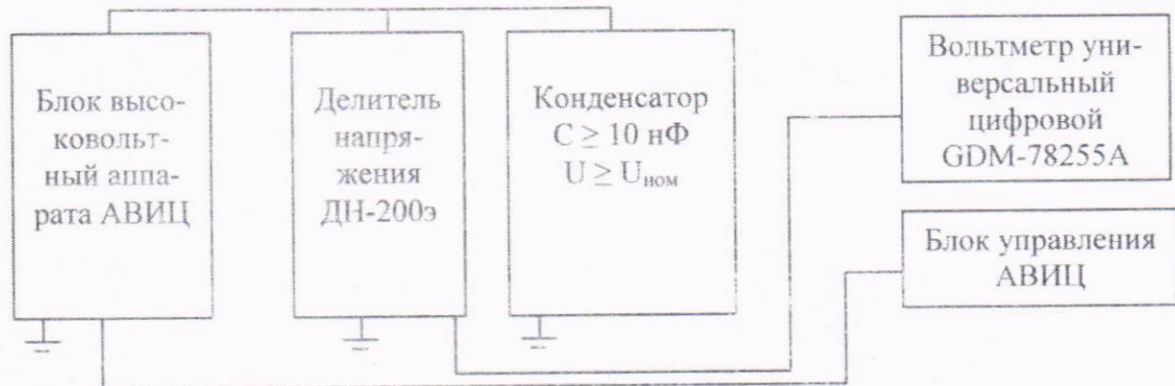 Блок высо-
ковольт-
ный аппа-
рата АВИЦ
Делитель
напря-
жения
ДН-200э
Конденсатор
C ≥ 10 нФ
U ≥ Uном
Вольтметр уни-
версальный
цифровой
GDM-78255A
Блок управления
АВИЦ